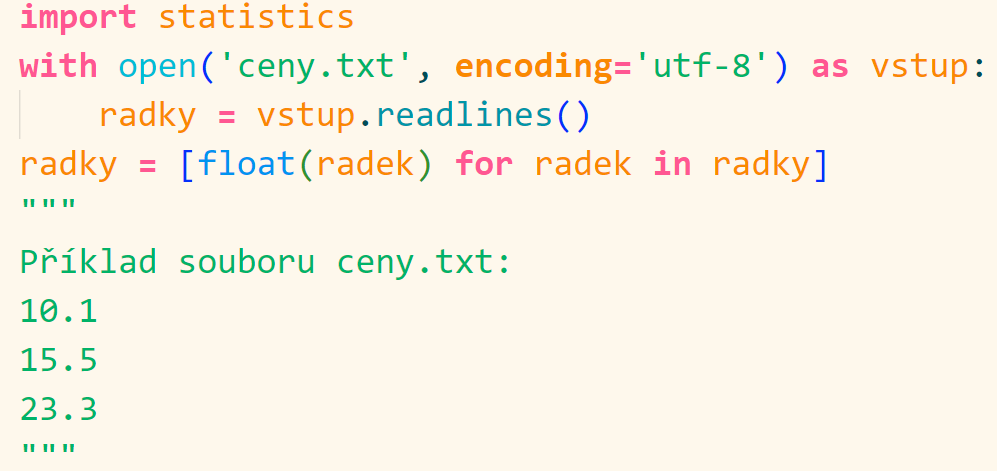 import statistics
with open('ceny.txt', encoding='utf-8') as vstup:
    radky = vstup.readlines()
radky = [float(radek) for radek in radky]
"""
Příklad souboru ceny.txt:
10.1
15.5
23.3
"""